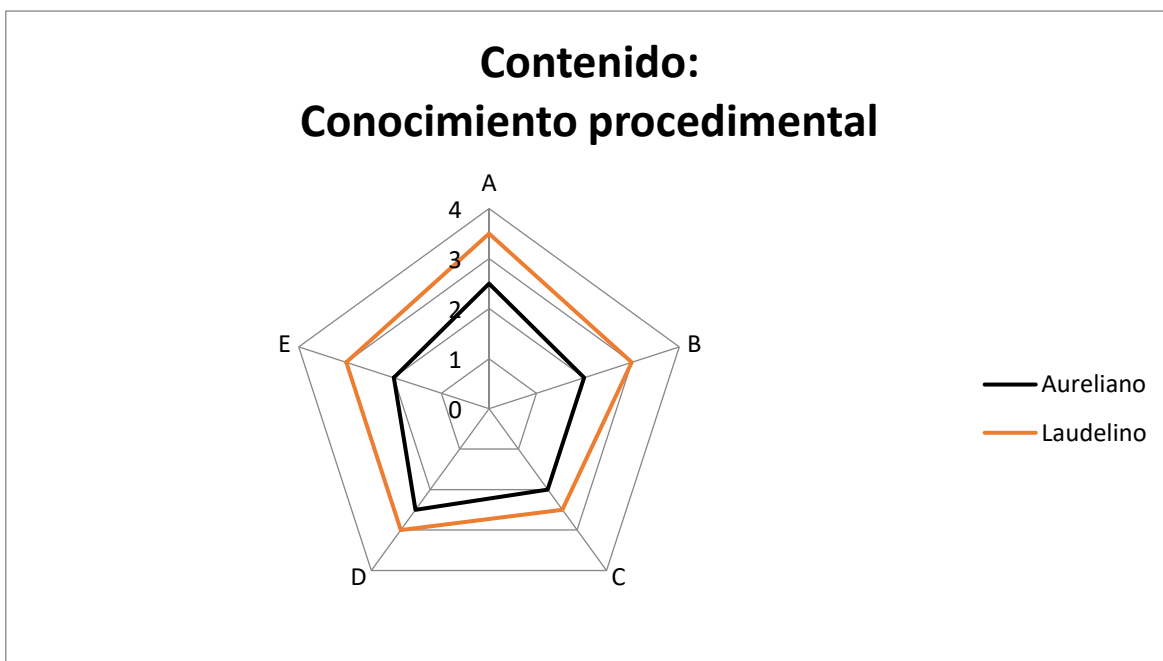 Contenido:
Conocimiento procedimental
A
4
3
2
1
0
E
B
D
C
Aureliano
Laudelino